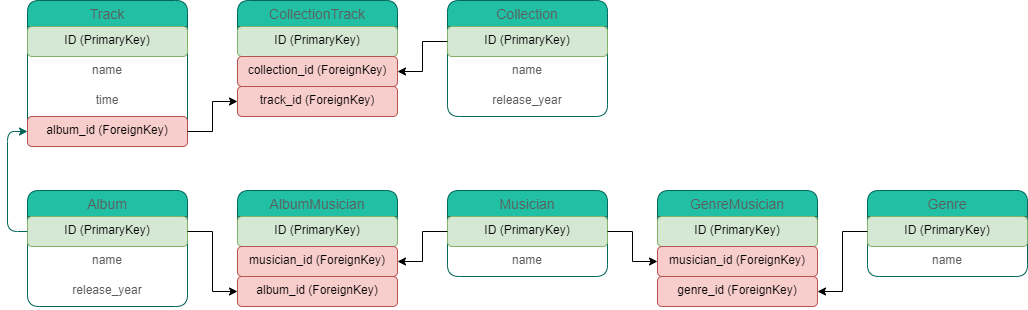 Track
ID (PrimaryKey)
name
time
album_id (ForeignKey)
CollectionTrack
ID (PrimaryKey)
collection_id (ForeignKey)
track_id (ForeignKey)
Collection
ID (PrimaryKey)
name
release_year
Album
ID (PrimaryKey)
name
release_year
AlbumMusician
ID (PrimaryKey)
musician_id (ForeignKey)
album_id (ForeignKey)
Musician
ID (PrimaryKey)
name
GenreMusician
ID (PrimaryKey)
musician_id (ForeignKey)
genre_id (ForeignKey)
Genre
ID (PrimaryKey)
name